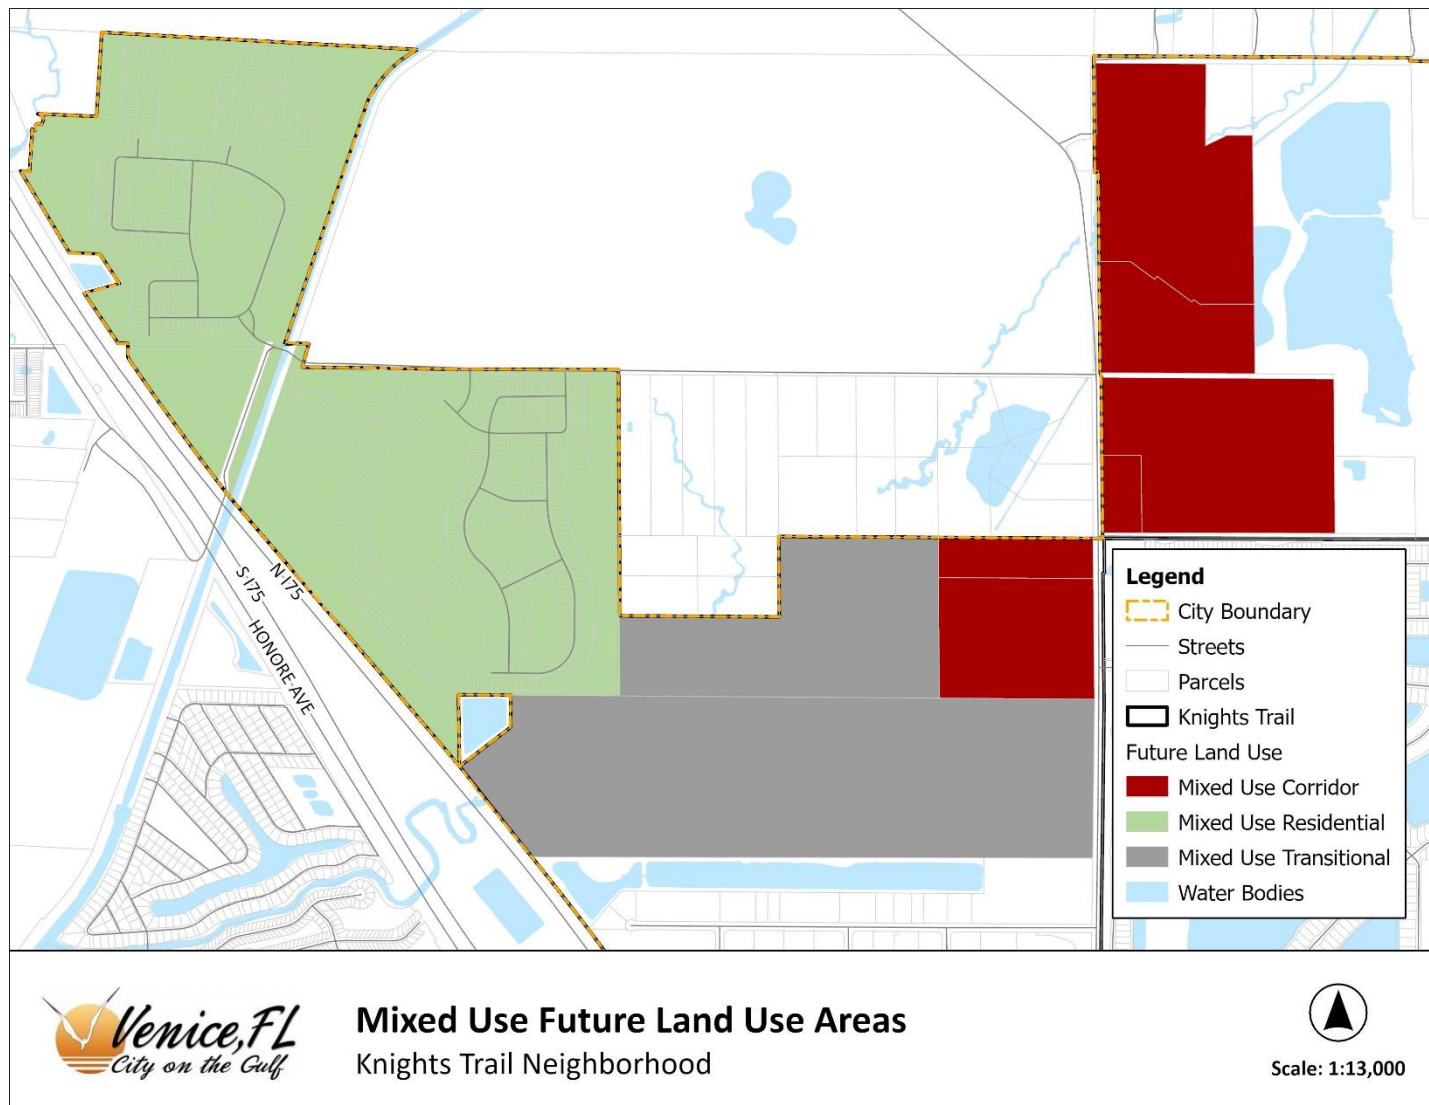 N I75
S I75
HONORE AVE
Legend
City Boundary
Streets
Parcels
Knights Trail
Future Land Use
Mixed Use Corridor
Mixed Use Residential
Mixed Use Transitional
Water Bodies
Venice, FL
City on the Gulf
Mixed Use Future Land Use Areas
Knights Trail Neighborhood
Scale: 1:13,000